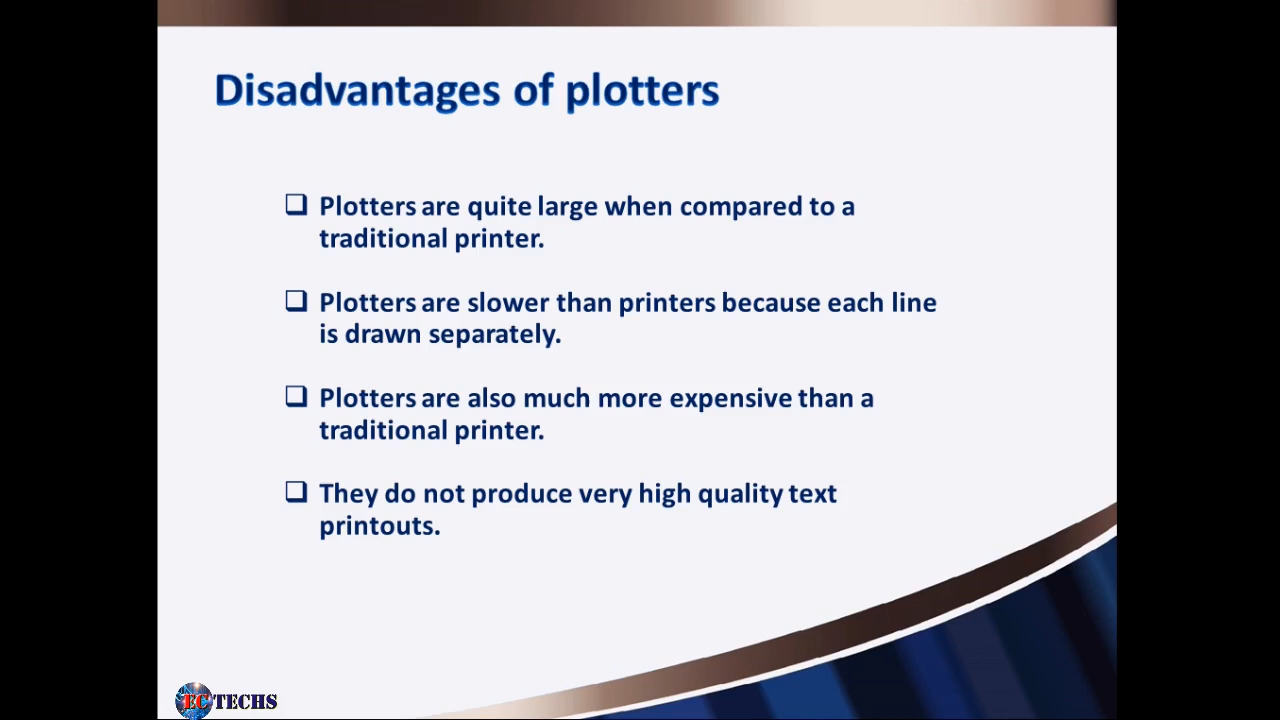 Disadvantages of plotters
❑ Plotters are quite large when compared to a
traditional printer.
❑ Plotters are slower than printers because each line
is drawn separately.
❑ Plotters are also much more expensive than a
traditional printer.
❑ They do not produce very high quality text
printouts.
EC TECHS